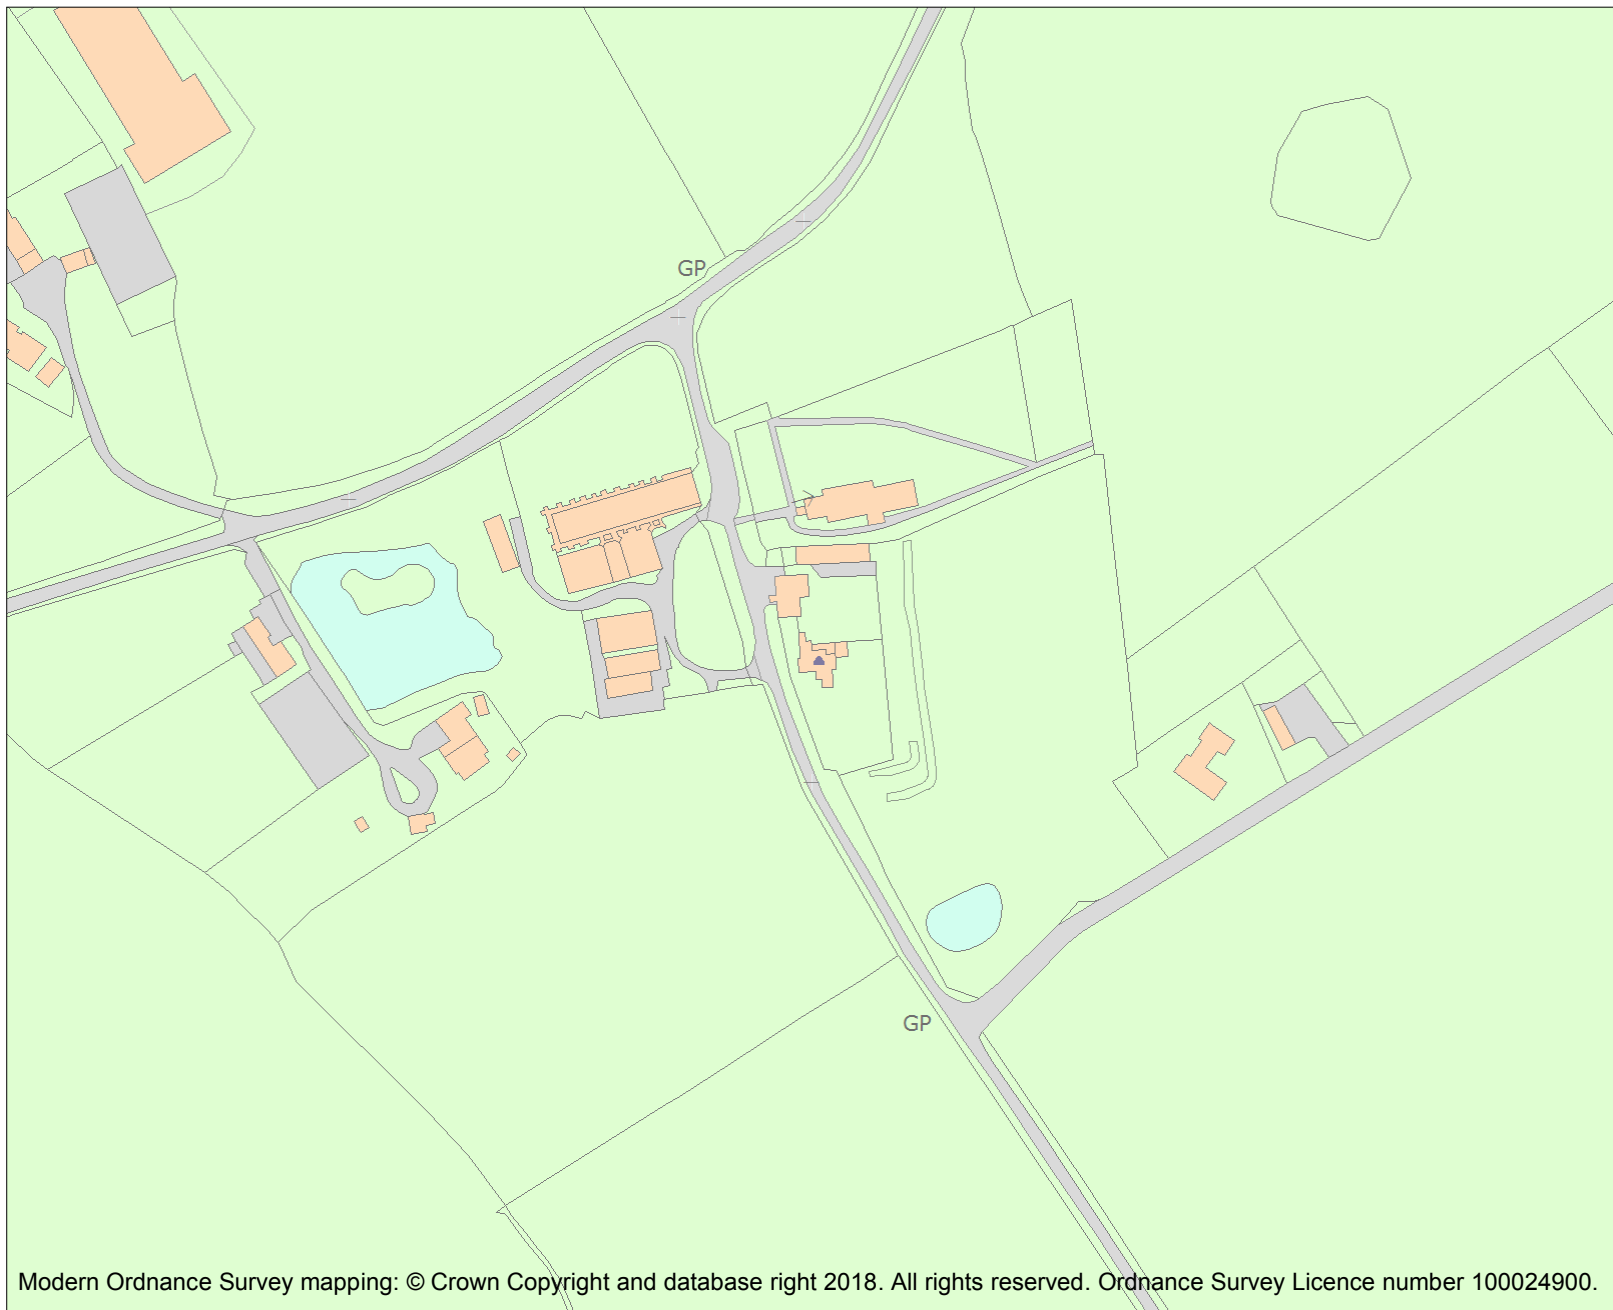 GP
GP
Modern Ordnance Survey mapping: © Crown Copyright and database right 2018. All rights reserved. Ordnance Survey Licence number 100024900.